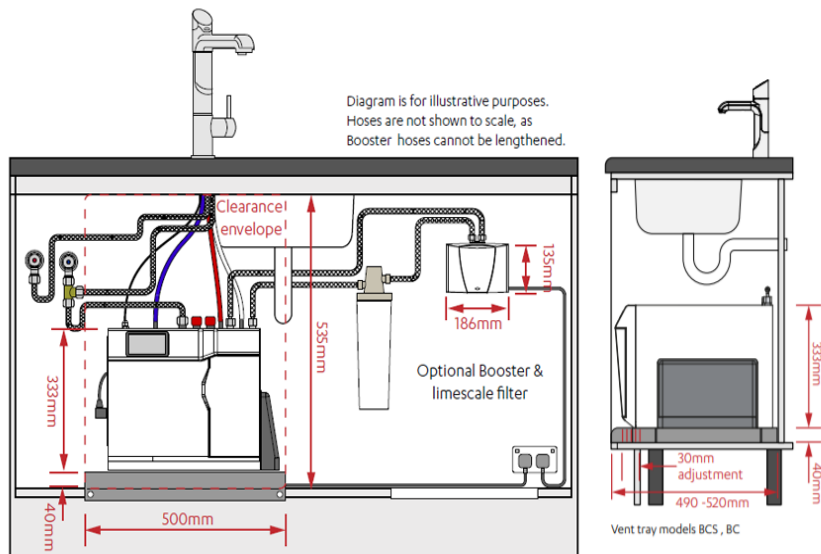 Diagram is for illustrative purposes.
Hoses are not shown to scale, as
Booster hoses cannot be lengthened.
Clearance
envelope
535mm
135mm
186mm
333mm
Optional Booster &
limescale filter
40mm
500mm
333mm
30mm
adjustment
40mm
490 -520mm
Vent tray models BCS , BC